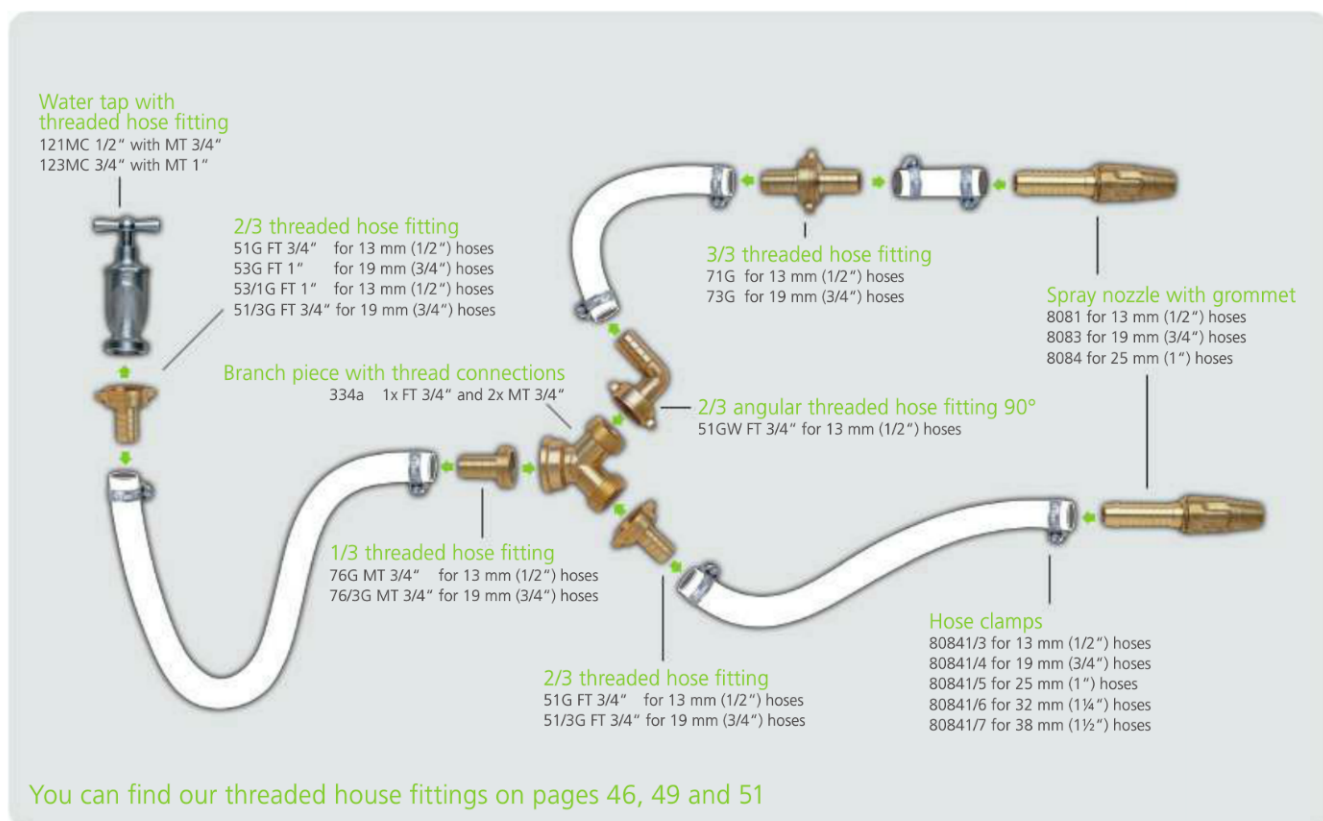 Water tap with
threaded hose fitting
121MC 1/2“ with MT 3/4“
123MC 3/4“ with MT 1“
2/3 threaded hose fitting
51G FT 3/4“ for 13 mm (1/2“) hoses
53G FT 1“ for 19 mm (3/4“) hoses
53/1G FT 1“ for 13 mm (1/2“) hoses
51/3G FT 3/4“ for 19 mm (3/4“) hoses
Branch piece with thread connections
334a 1x FT 3/4“ and 2x MT 3/4“
3/3 threaded hose fitting
71G for 13 mm (1/2“) hoses
73G for 19 mm (3/4“) hoses
Spray nozzle with grommet
8081 for 13 mm (1/2“) hoses
8083 for 19 mm (3/4“) hoses
8084 for 25 mm (1“) hoses
2/3 angular threaded hose fitting 90°
51GW FT 3/4“ for 13 mm (1/2“) hoses
1/3 threaded hose fitting
76G MT 3/4“ for 13 mm (1/2“) hoses
76/3G MT 3/4“ for 19 mm (3/4“) hoses
2/3 threaded hose fitting
51G FT 3/4“ for 13 mm (1/2“) hoses
51/3G FT 3/4“ for 19 mm (3/4“) hoses
Hose clamps
80841/3 for 13 mm (1/2“) hoses
80841/4 for 19 mm (3/4“) hoses
80841/5 for 25 mm (1“) hoses
80841/6 for 32 mm (1¼“) hoses
80841/7 for 38 mm (1½“) hoses
You can find our threaded house fittings on pages 46, 49 and 51